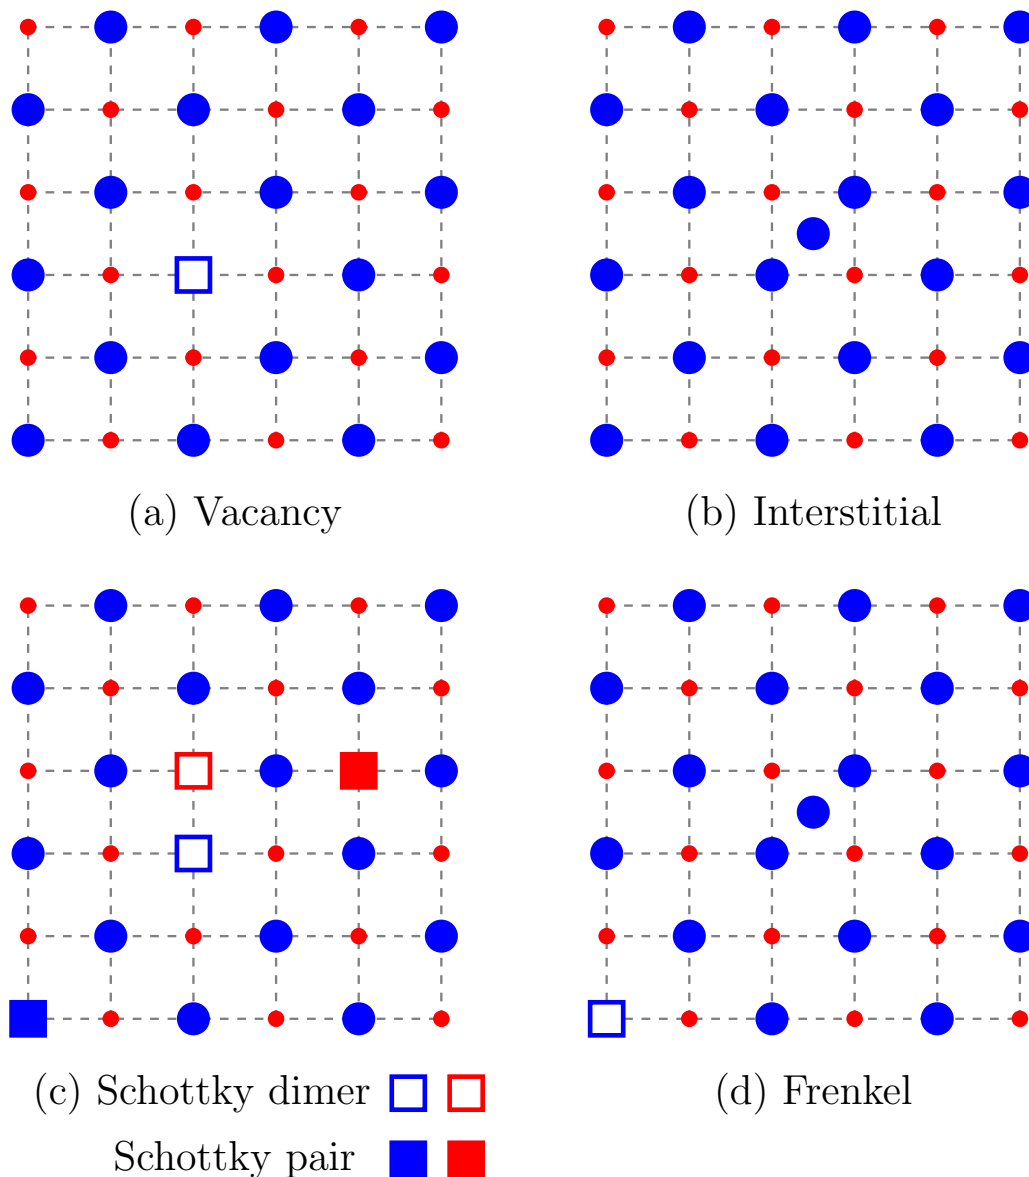 (a) Vacancy
(b) Interstitial
(c) Schottky dimer
Schottky pair
(d) Frenkel